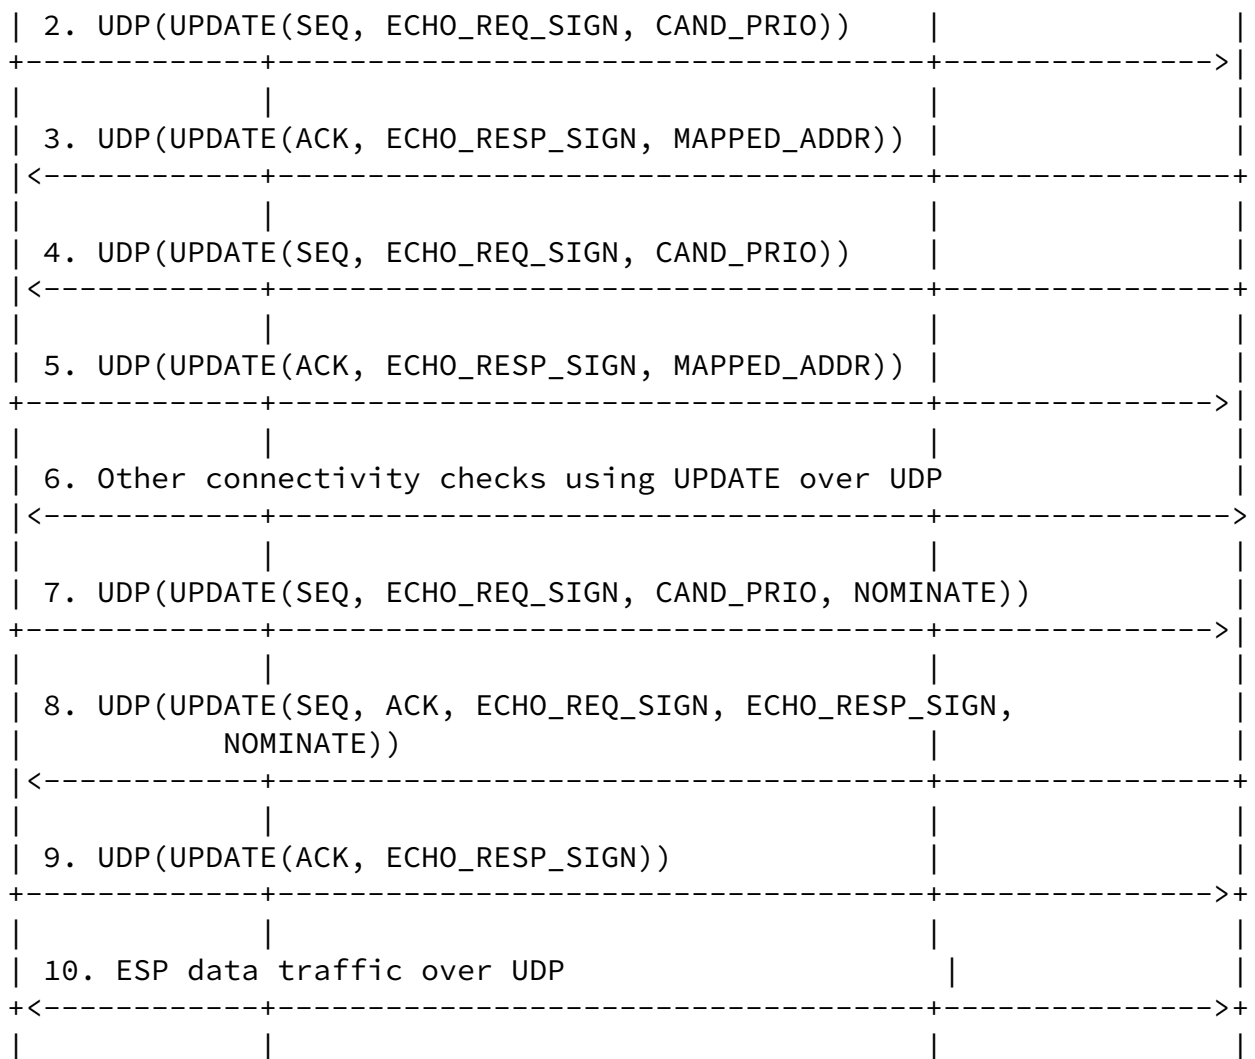 2. UDP(UPDATE(SEQ, ECHO_REQ_SIGN, CAND_PRIO))
3. UDP(UPDATE(ACK, ECHO_RESP_SIGN, MAPPED_ADDR))
4. UDP(UPDATE(SEQ, ECHO_REQ_SIGN, CAND_PRIO))
5. UDP(UPDATE(ACK, ECHO_RESP_SIGN, MAPPED_ADDR))
6. Other connectivity checks using UPDATE over UDP
7. UDP(UPDATE(SEQ, ECHO_REQ_SIGN, CAND_PRIO, NOMINATE))
8. UDP(UPDATE(SEQ, ACK, ECHO_REQ_SIGN, ECHO_RESP_SIGN,
NOMINATE))
9. UDP(UPDATE(ACK, ECHO_RESP_SIGN))
10. ESP data traffic over UDP